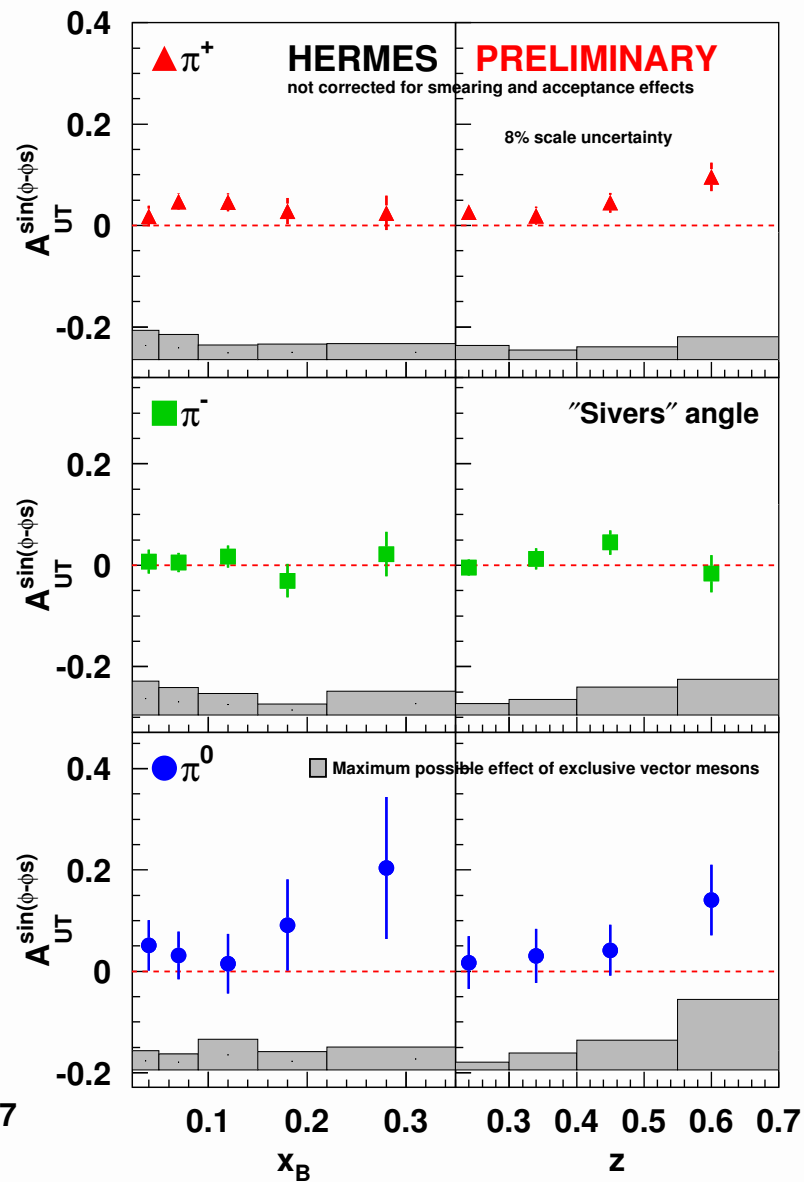 0.4
π+ HERMES PRELIMINARY
not corrected for smearing and acceptance effects
0.2
8% scale uncertainty
A_UT^sin(ϕ-ϕs)
0
-0.2
π- "Sivers" angle
0.2
A_UT^sin(ϕ-ϕs)
0
-0.2
π0 Maximum possible effect of exclusive vector mesons
0.4
0.2
A_UT^sin(ϕ-ϕs)
0
-0.2
7
0.1 0.2 0.3 0.3 0.4 0.5 0.6 0.7
x_B z